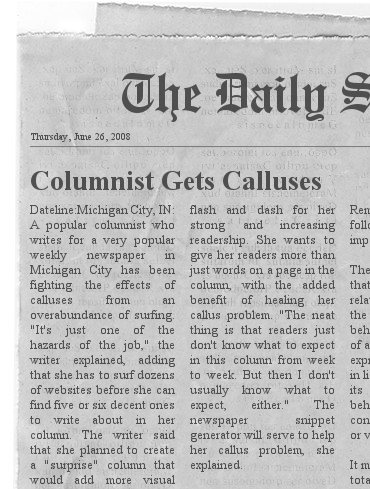 The Daily S
Thursday, June 26, 2008
Columnist Gets Calluses
Dateline:Michigan City, IN:
A popular columnist who
writes for a very popular
weekly newspaper in
Michigan City has been
fighting the effects of
calluses from an
overabundance of surfing.
"It's just one of the
hazards of the job," the
writer explained, adding
that she has to surf dozens
of websites before she can
find five or six decent ones
to write about in her
column. The writer said
that she planned to create
a "surprise" column that
would add more visual
flash and dash for her
strong and increasing
readership. She wants to
give her readers more than
just words on a page in the
column, with the added
benefit of healing her
callus problem. "The neat
thing is that readers just
don't know what to expect
in this column from week
to week. But then I don't
usually know what to
expect, either." The
newspaper snippet
generator will serve to help
her callus problem, she
explained.
Rem
follo
imp
The
that
rela
the
beh
of a
expr
in li
its
beh
con
or v
It m
tota